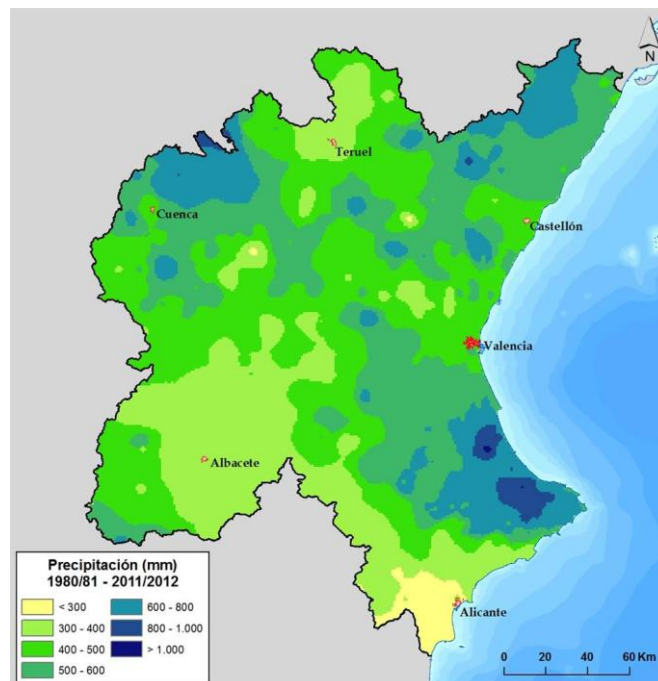 N
Teruel
Cuenca
Castellón
Valencia
Albacete
Alicante
Precipitación (mm)
1980/81 - 2011/2012
< 300
300 - 400
400 - 500
500 - 600
600 - 800
800 - 1.000
> 1.000
0 10 20 40 60 Km